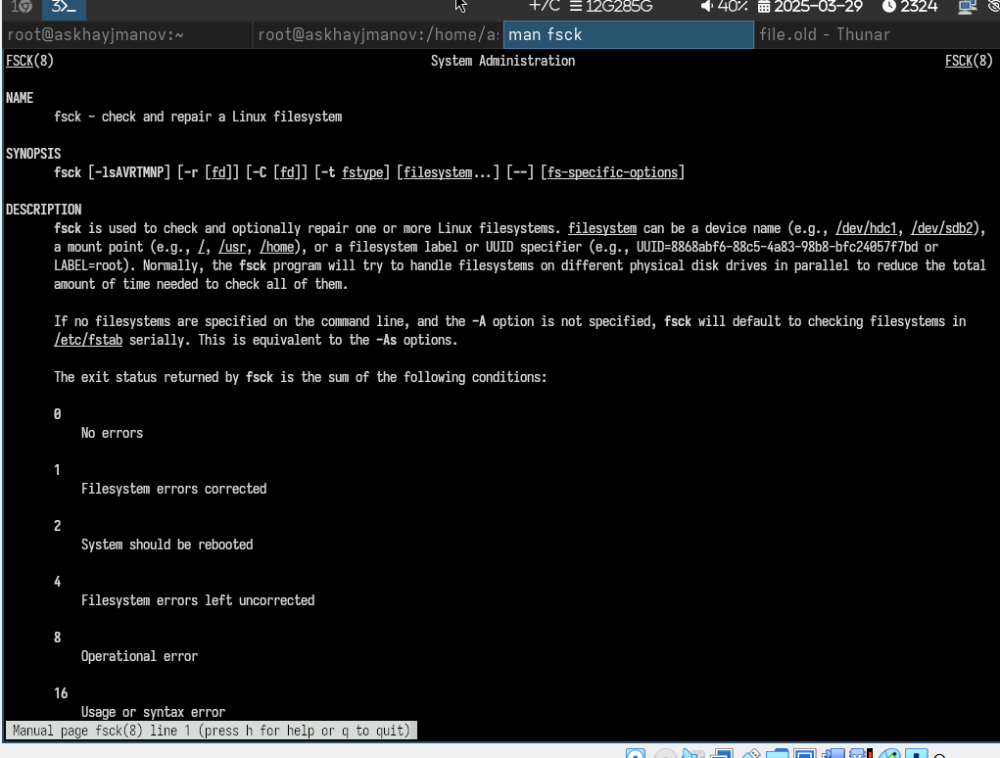 1
3>_
+7C
12G285G
40%
2025-03-29
2324
root@askhayjmanov:~
root@askhayjmanov:/home/a
man fsck
file.old - Thunar
FSCK(8) System Administration FSCK(8)
NAME
fsck - check and repair a Linux filesystem
SYNOPSIS
fsck [-lsAVRTMNP] [-r [fd]] [-C [fd]] [-t fstype] [filesystem...] [--] [fs-specific-options]
DESCRIPTION
fsck is used to check and optionally repair one or more Linux filesystems. filesystem can be a device name (e.g., /dev/hdc1, /dev/sdb2),
a mount point (e.g., /, /usr, /home), or a filesystem label or UUID specifier (e.g., UUID=8868abf6-88c5-4a83-98b8-bfc24057f7bd or
LABEL=root). Normally, the fsck program will try to handle filesystems on different physical disk drives in parallel to reduce the total
amount of time needed to check all of them.
If no filesystems are specified on the command line, and the -A option is not specified, fsck will default to checking filesystems in
/etc/fstab serially. This is equivalent to the -As options.
The exit status returned by fsck is the sum of the following conditions:
0
No errors
1
Filesystem errors corrected
2
System should be rebooted
4
Filesystem errors left uncorrected
8
Operational error
16
Usage or syntax error
Manual page fsck(8) line 1 (press h for help or q to quit)